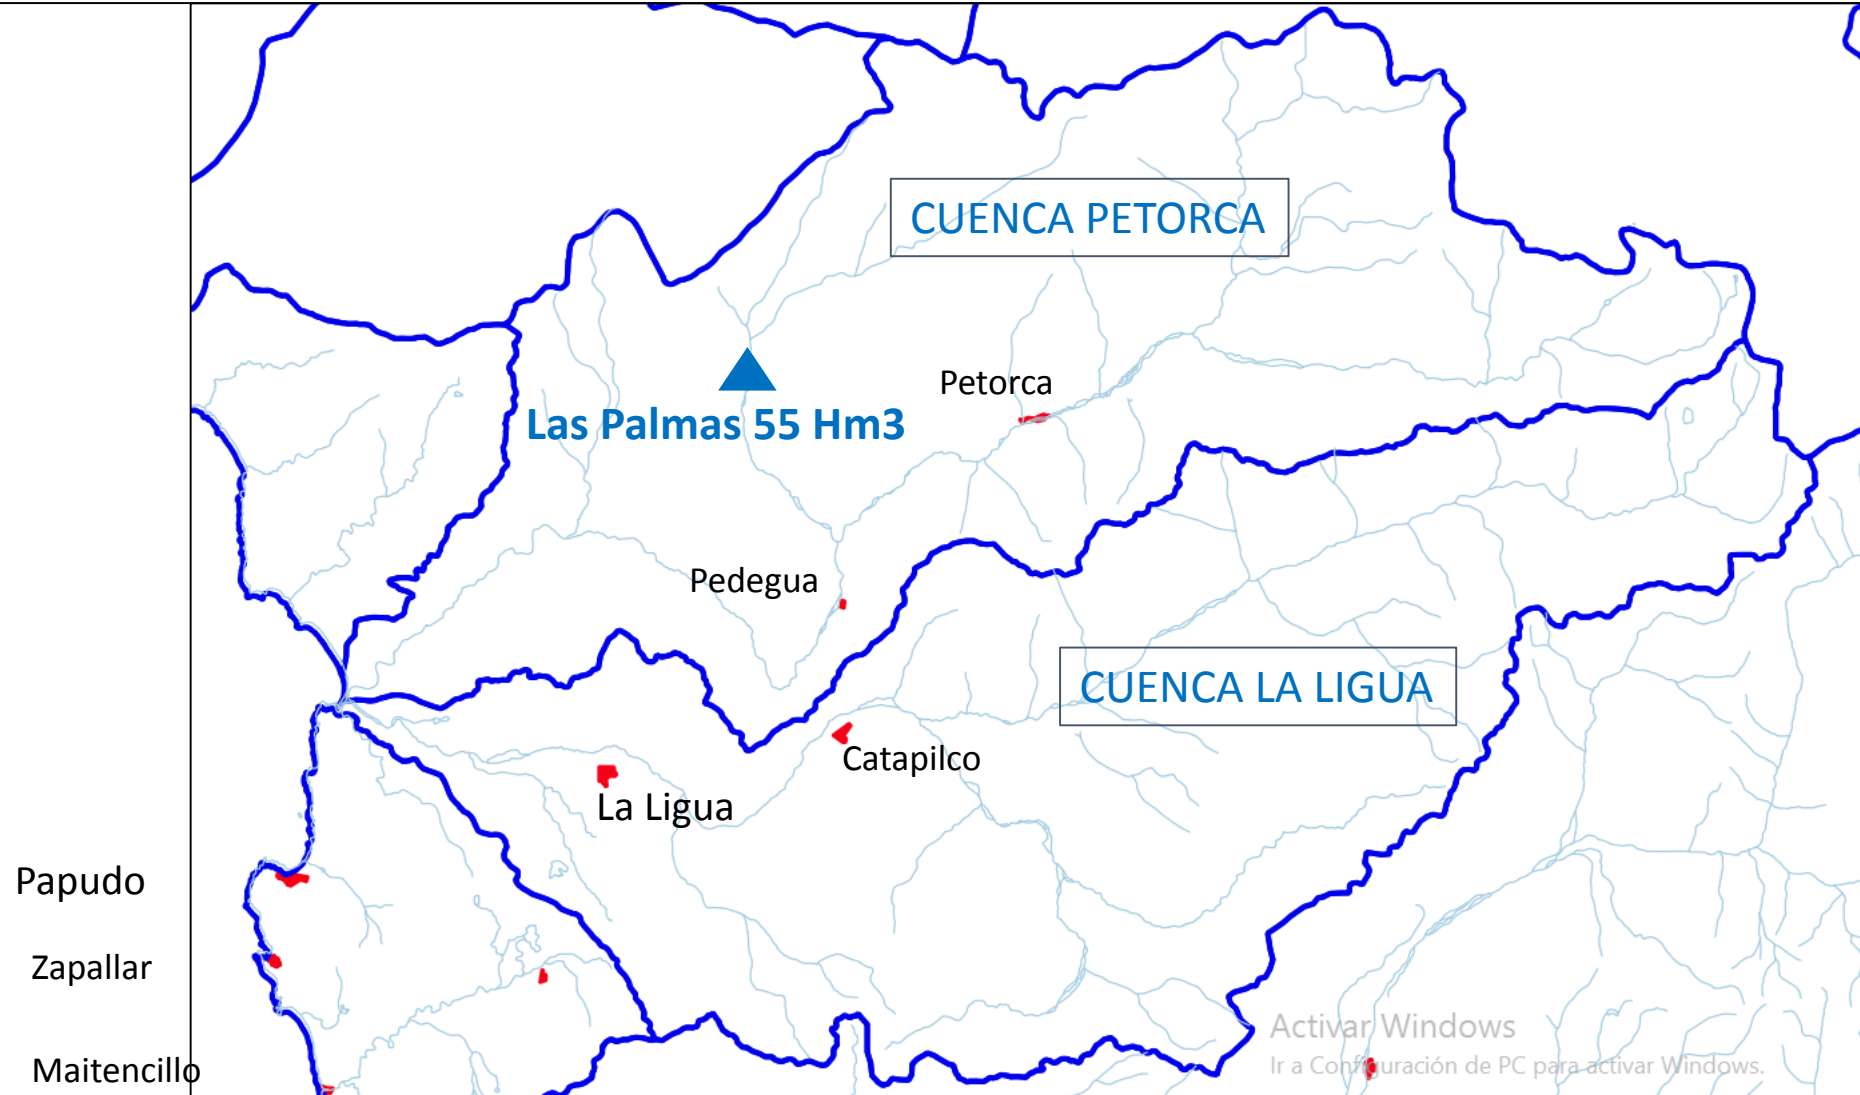 CUENCA PETORCA
Petorca
Las Palmas 55 Hm3
Pedegua
CUENCA LA LIGUA
Catapilco
La Ligua
Papudo
Zapallar
Activar Windows
Ir a Configuración de PC para activar Windows.
Maitencillo